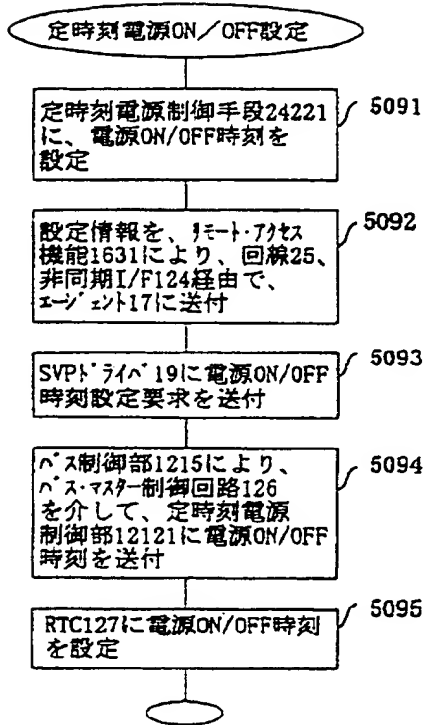 定時刻電源ON/OFF設定
定時刻電源制御手段24221
に、電源ON/OFF時刻を
設定
5091
設定情報を、ﾘﾓｰﾄ・ｱｸｾｽ
機能1631により、回線25、
非同期I/F124経由で、
ｴｰｼﾞｪﾝﾄ17に送付
5092
SVPﾄﾞﾗｲﾊﾞ19に電源ON/OFF
時刻設定要求を送付
5093
ﾊﾞｽ制御部1215により、
ﾊﾞｽ・ﾏｽﾀｰ制御回路126
を介して、定時刻電源
制御部12121に電源ON/OFF
時刻を送付
5094
RTC127に電源ON/OFF時刻
を設定
5095